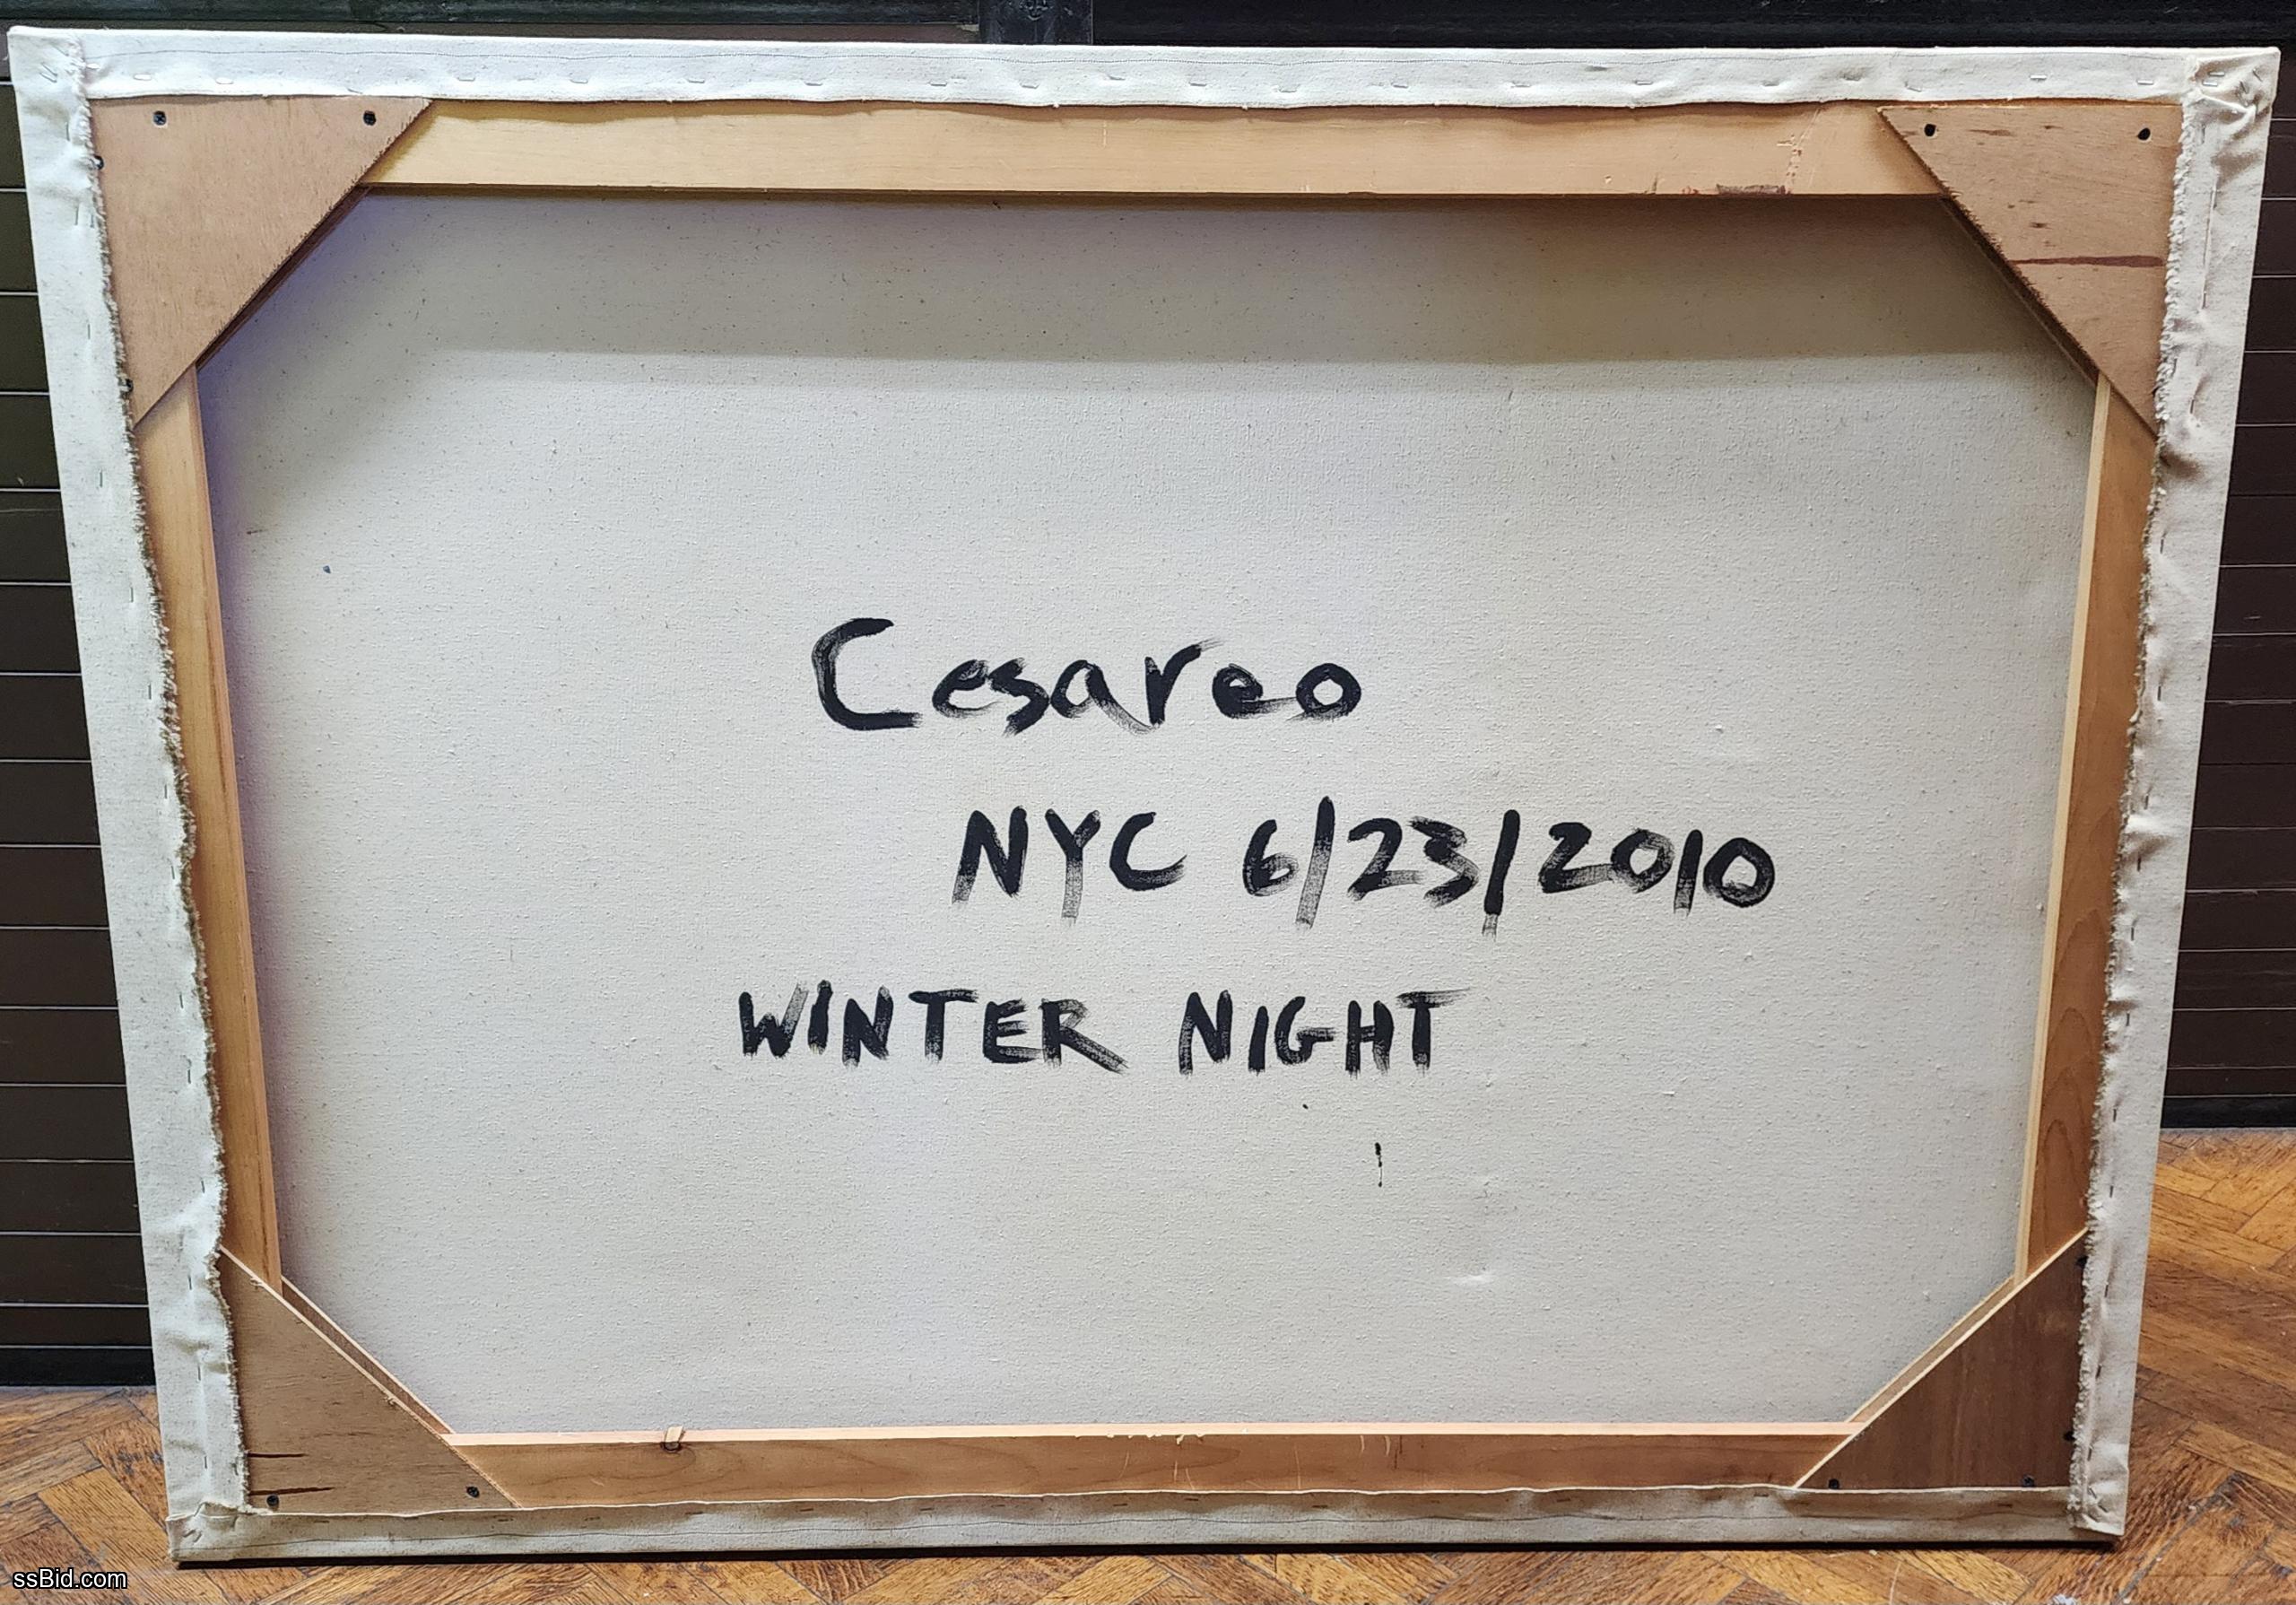 Cesareo
NYC 6/23/2010
WINTER NIGHT
ssBid.com